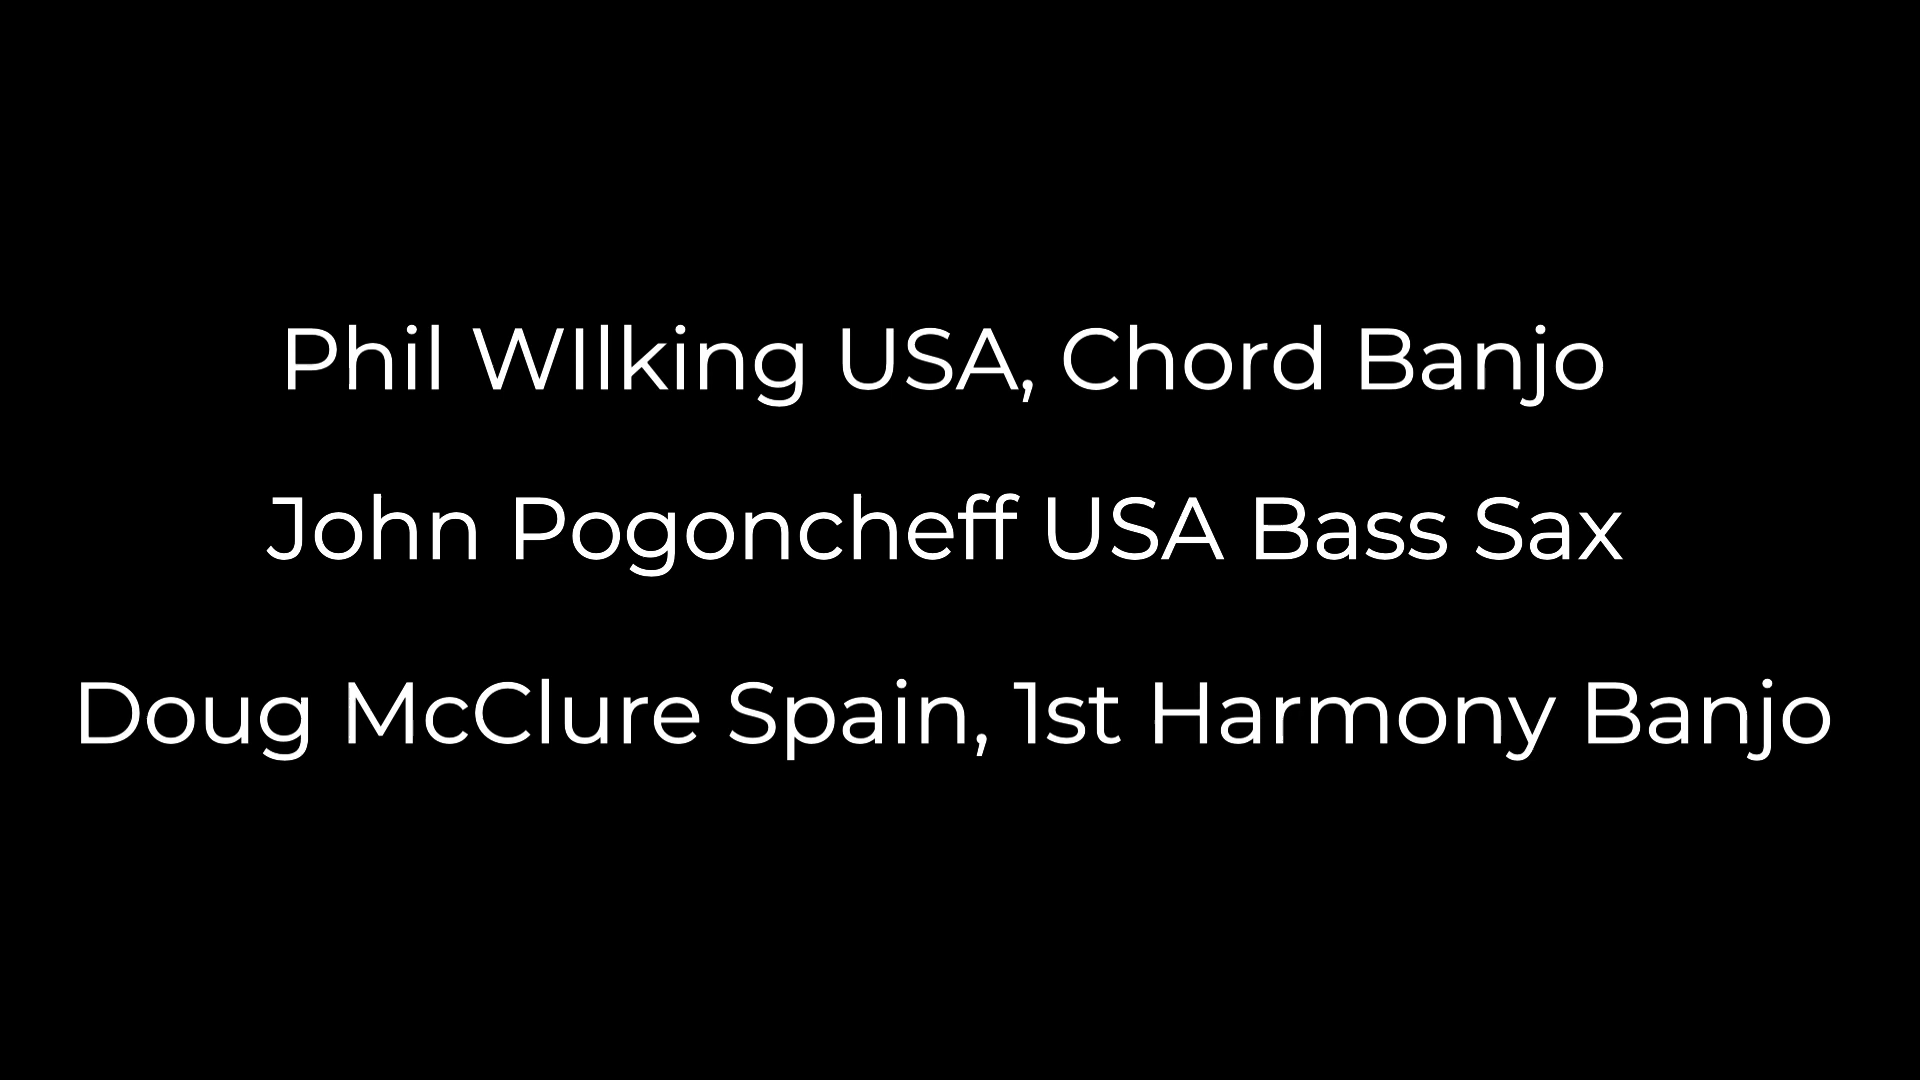 Phil WIlking USA, Chord Banjo
John Pogoncheff USA Bass Sax
Doug McClure Spain, 1st Harmony Banjo